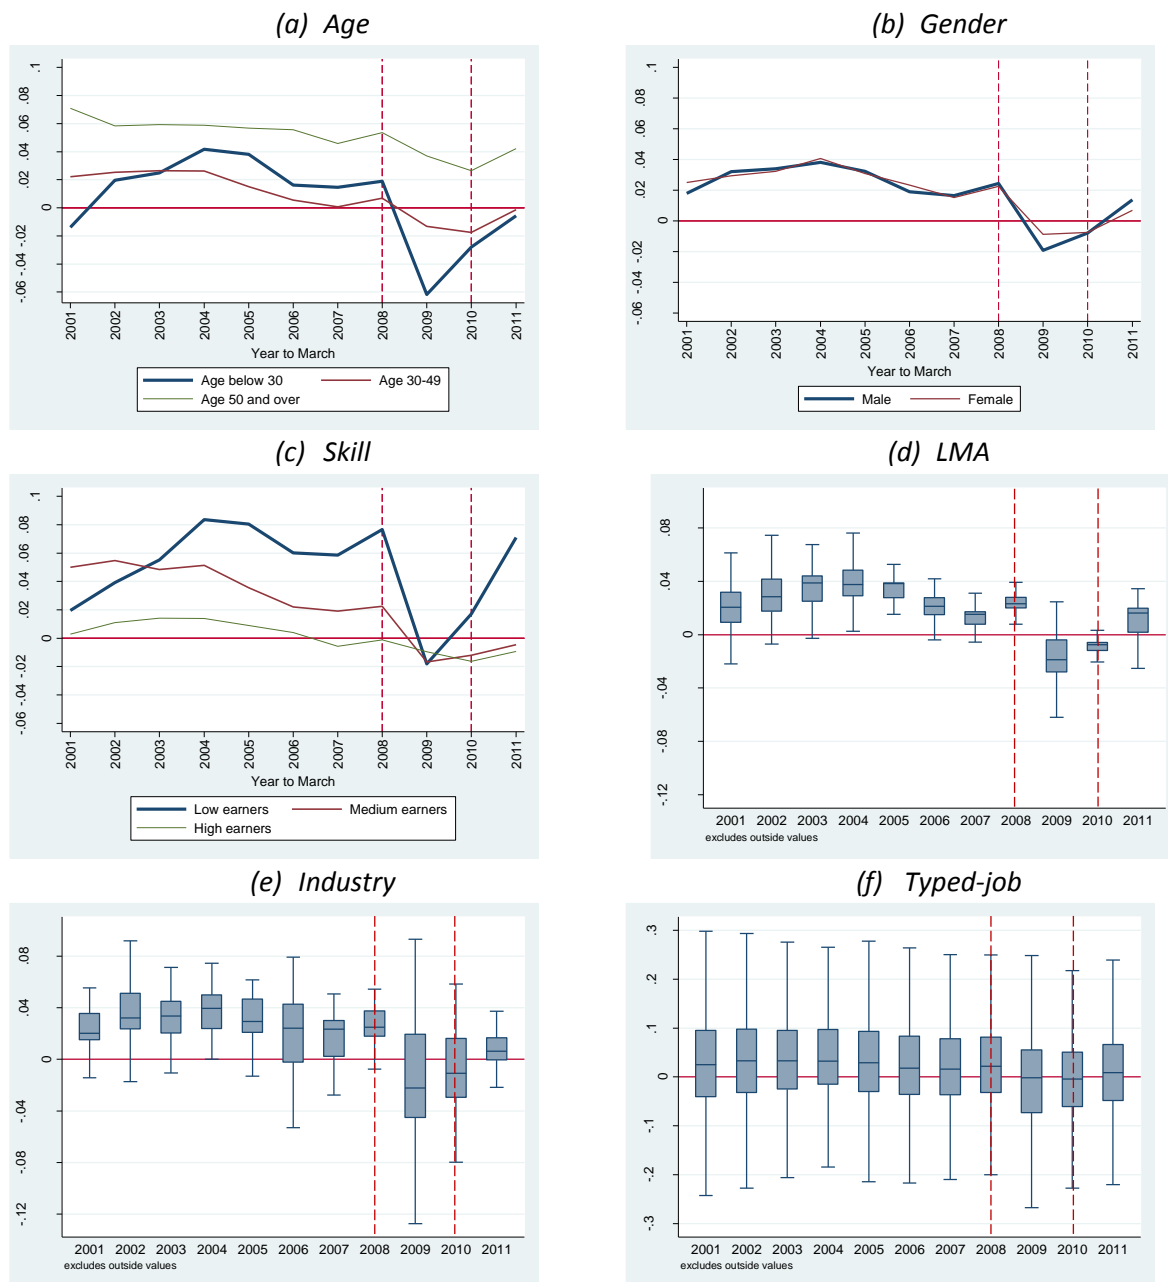 (a) Age
.1
.08
.06
.04
.02
0
-.02
-.04
-.06
2001 2002 2003 2004 2005 2006 2007 2008 2009 2010 2011
Year to March
Age below 30 Age 30-49
Age 50 and over
(b) Gender
.1
.08
.06
.04
.02
0
-.02
-.04
-.06
2001 2002 2003 2004 2005 2006 2007 2008 2009 2010 2011
Year to March
Male Female
(c) Skill
.1
.08
.06
.04
.02
0
-.02
-.04
-.06
2001 2002 2003 2004 2005 2006 2007 2008 2009 2010 2011
Year to March
Low earners Medium earners
High earners
(d) LMA
.08
.04
0
-.04
-.08
-.12
2001 2002 2003 2004 2005 2006 2007 2008 2009 2010 2011
excludes outside values
(e) Industry
.08
.04
0
-.04
-.08
-.12
2001 2002 2003 2004 2005 2006 2007 2008 2009 2010 2011
excludes outside values
(f) Typed-job
.3
.2
.1
0
-.1
-.2
-.3
2001 2002 2003 2004 2005 2006 2007 2008 2009 2010 2011
excludes outside values